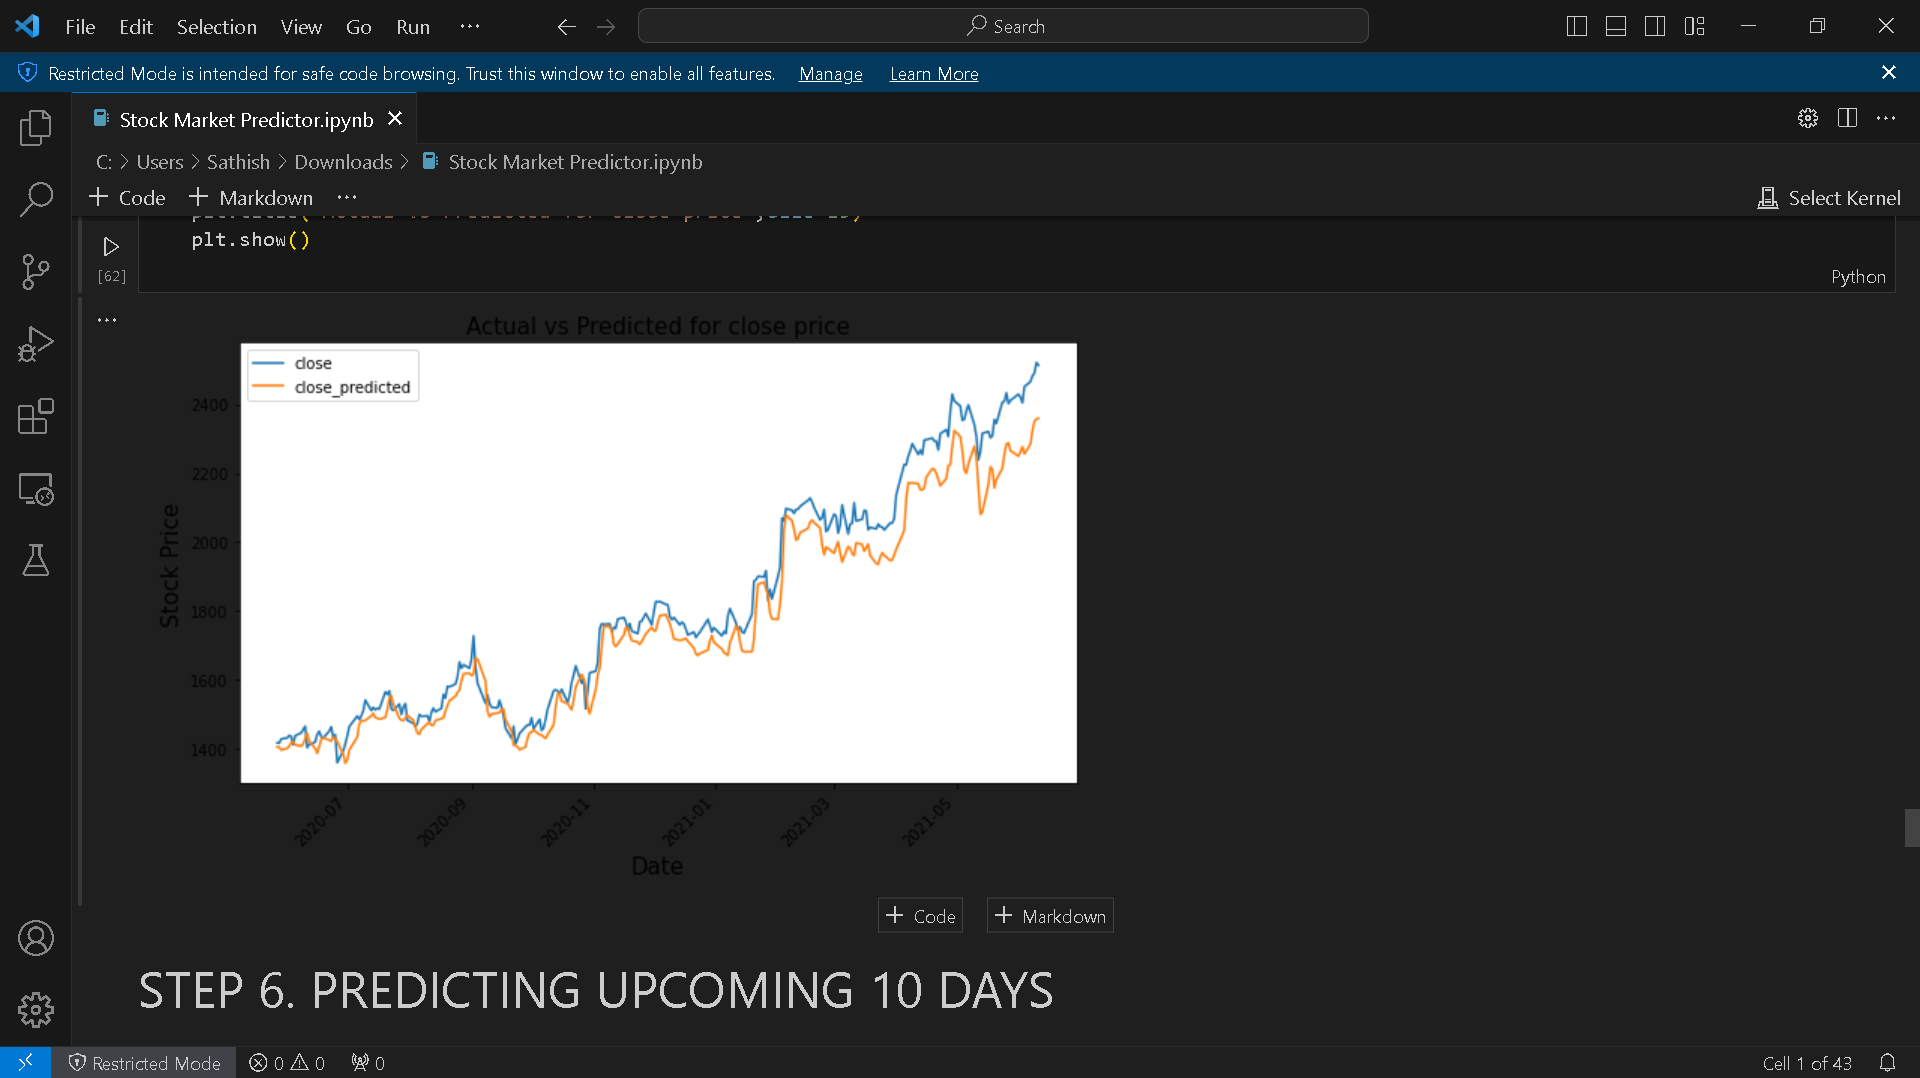 File Edit Selection View Go Run ···
Search
Restricted Mode is intended for safe code browsing. Trust this window to enable all features. Manage Learn More
Stock Market Predictor.ipynb
C: > Users > Sathish > Downloads > Stock Market Predictor.ipynb
+ Code + Markdown ···
Select Kernel
plt.show()
[62]
Python
···
Actual vs Predicted for close price
close
close_predicted
2400
2200
2000
1800
1600
1400
Stock Price
2020-07 2020-09 2020-11 2021-01 2021-03 2021-05
Date
+ Code + Markdown
STEP 6. PREDICTING UPCOMING 10 DAYS
Restricted Mode 0 0 0
Cell 1 of 43